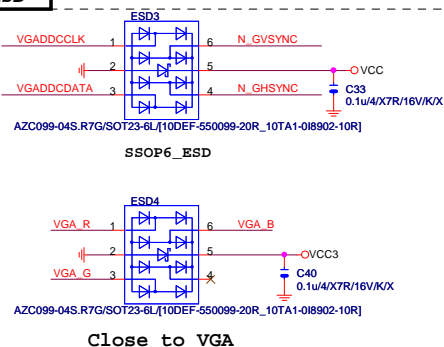 ESD3
VGADDCCLK 1 6 N_GVSYNC
2 5 VCC
VGADDCDATA 3 4 N_GHSYNC
C33
0.1u/4/X7R/16V/K/X
AZC099-04S.R7G/SOT23-6L/[10DEF-550099-20R_10TA1-0I8902-10R]
SSOP6_ESD
ESD4
VGA_R 1 6 VGA_B
2 5 VCC3
VGA_G 3 4
C40
0.1u/4/X7R/16V/K/X
AZC099-04S.R7G/SOT23-6L/[10DEF-550099-20R_10TA1-0I8902-10R]
Close to VGA